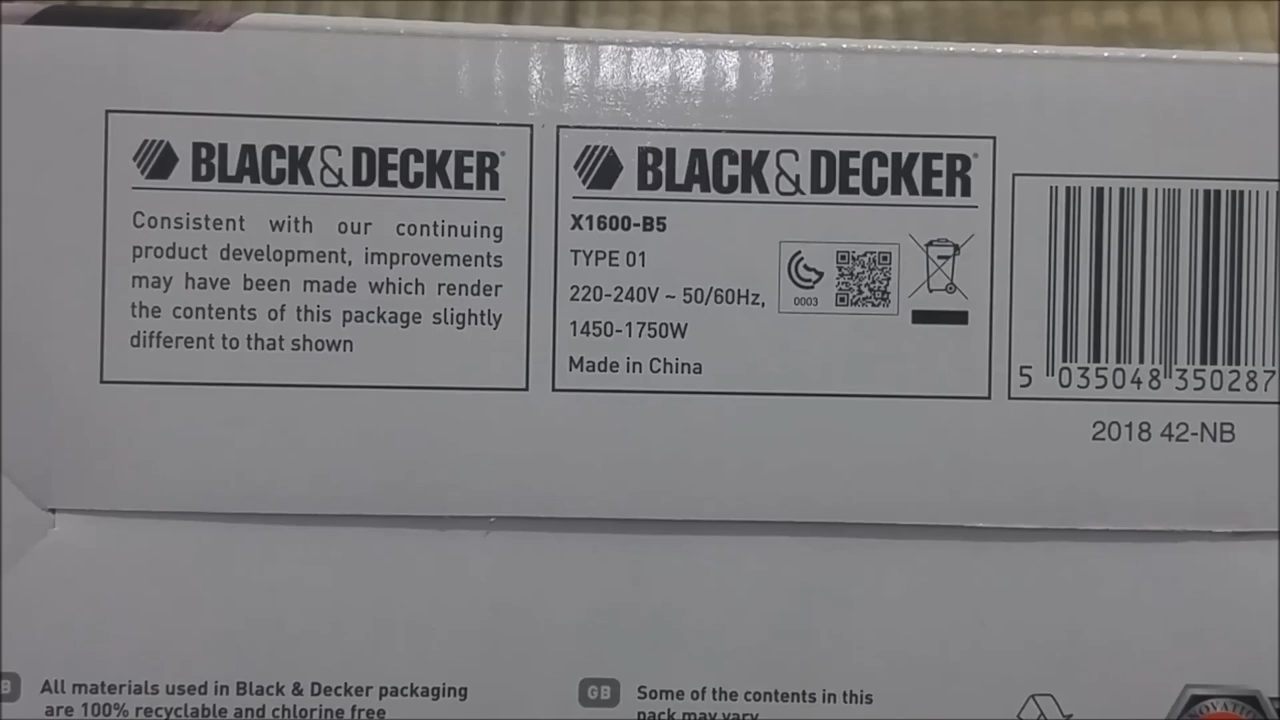 BLACK&DECKER
Consistent with our continuing
product development, improvements
may have been made which render
the contents of this package slightly
different to that shown
BLACK&DECKER
X1600-B5
TYPE 01
220-240V ~ 50/60Hz,
1450-1750W
Made in China
0003
5 035048 350287
2018 42-NB
All materials used in Black & Decker packaging
are 100% recyclable and chlorine free
GB
Some of the contents in this
pack may vary